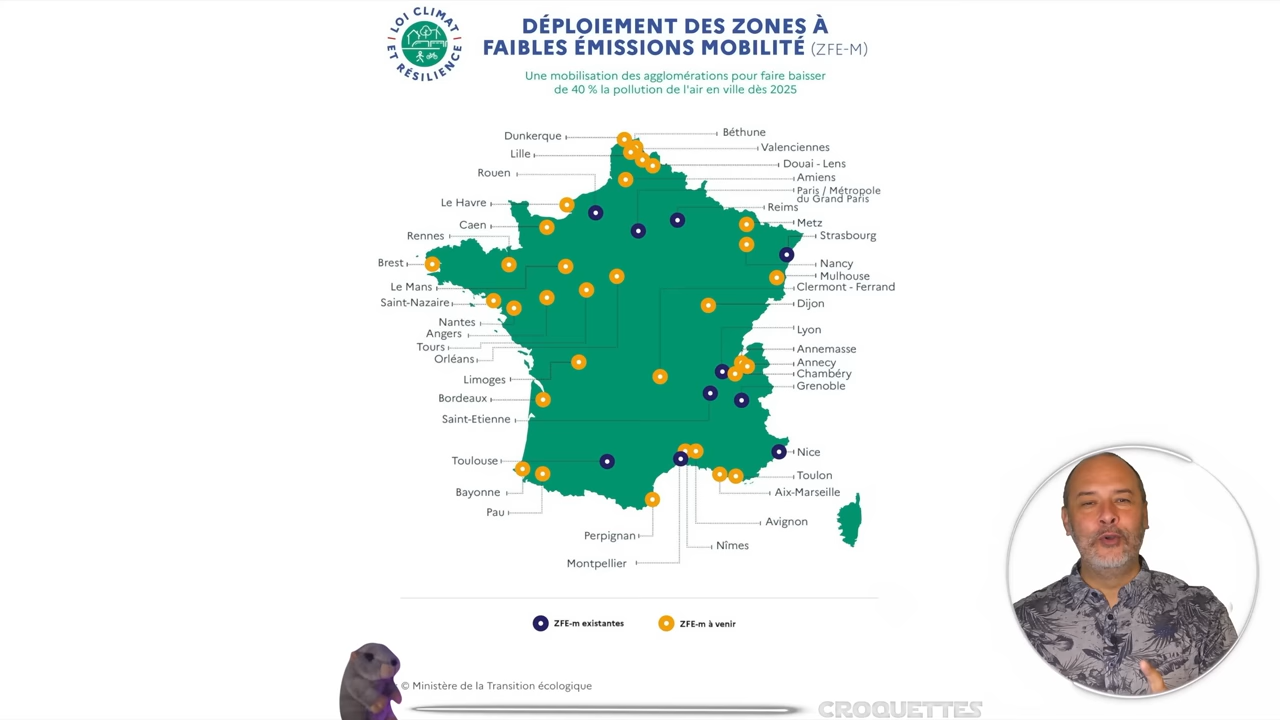 LOI CLIMAT
ET RÉSILIENCE
DÉPLOIEMENT DES ZONES À
FAIBLES ÉMISSIONS MOBILITÉ (ZFE-M)
Une mobilisation des agglomérations pour faire baisser
de 40 % la pollution de l'air en ville dès 2025
Dunkerque
Lille
Rouen
Le Havre
Caen
Rennes
Brest
Le Mans
Saint-Nazaire
Nantes
Angers
Tours
Orléans
Limoges
Bordeaux
Saint-Etienne
Toulouse
Bayonne
Pau
Perpignan
Montpellier
Béthune
Valenciennes
Douai - Lens
Amiens
Paris / Métropole
du Grand Paris
Reims
Metz
Strasbourg
Nancy
Mulhouse
Clermont - Ferrand
Dijon
Lyon
Annemasse
Annecy
Chambéry
Grenoble
Nice
Toulon
Aix-Marseille
Avignon
Nîmes
ZFE-m existantes
ZFE-m à venir
© Ministère de la Transition écologique
CROQUETTES